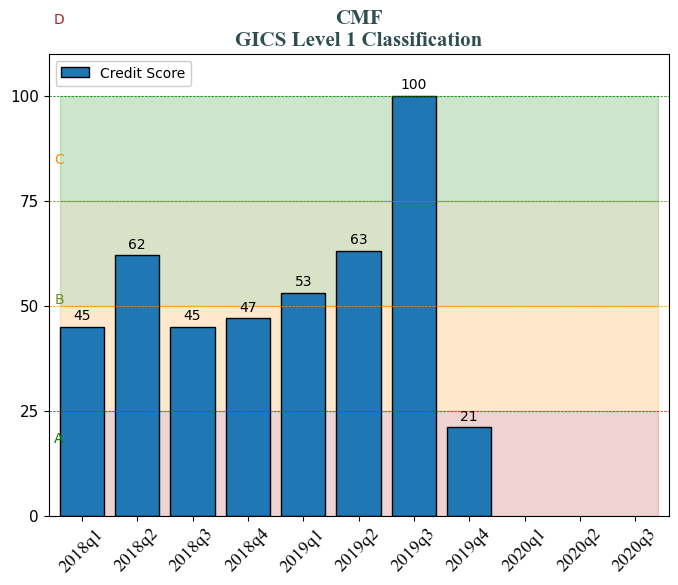 D
CMF
GICS Level 1 Classification
Credit Score
100
100
C
75
63
62
53
B
50
47
45
45
25
21
A
0
2018q1
2018q2
2018q3
2018q4
2019q1
2019q2
2019q3
2019q4
2020q1
2020q2
2020q3